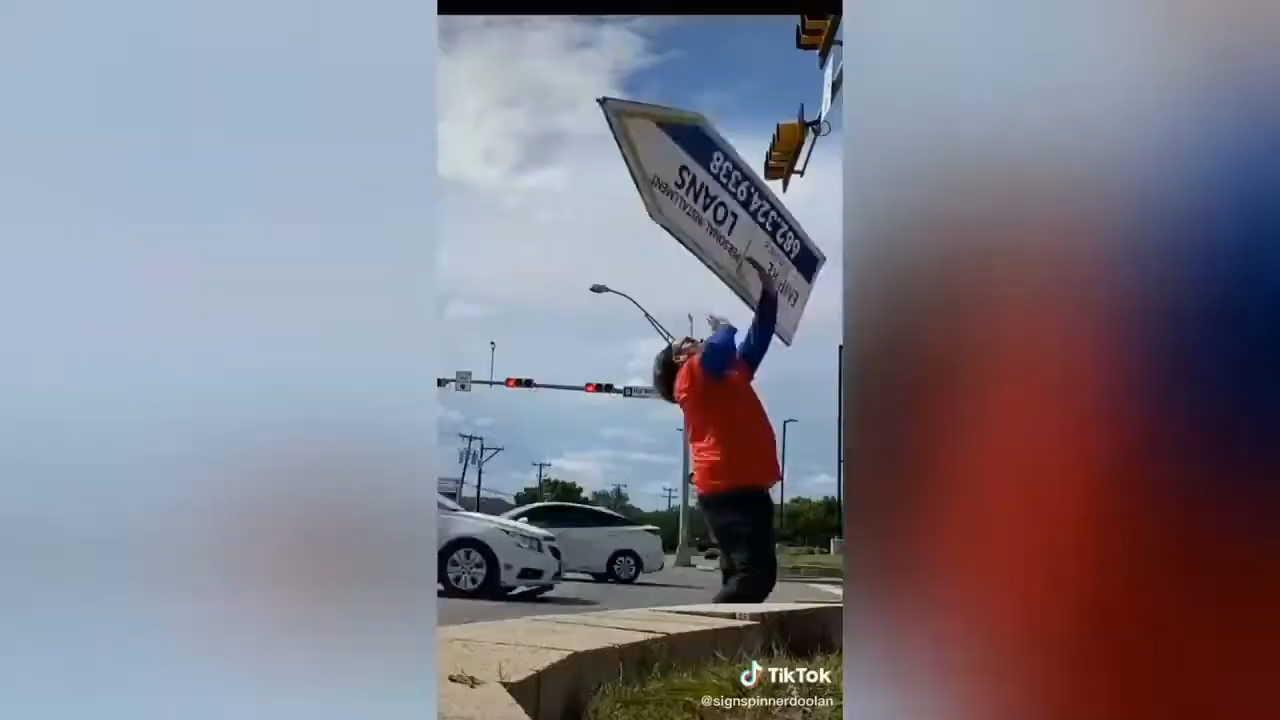 682.324.9338
LOANS
PERSONAL INSTALLMENT
TikTok
@signspinnerdoolan